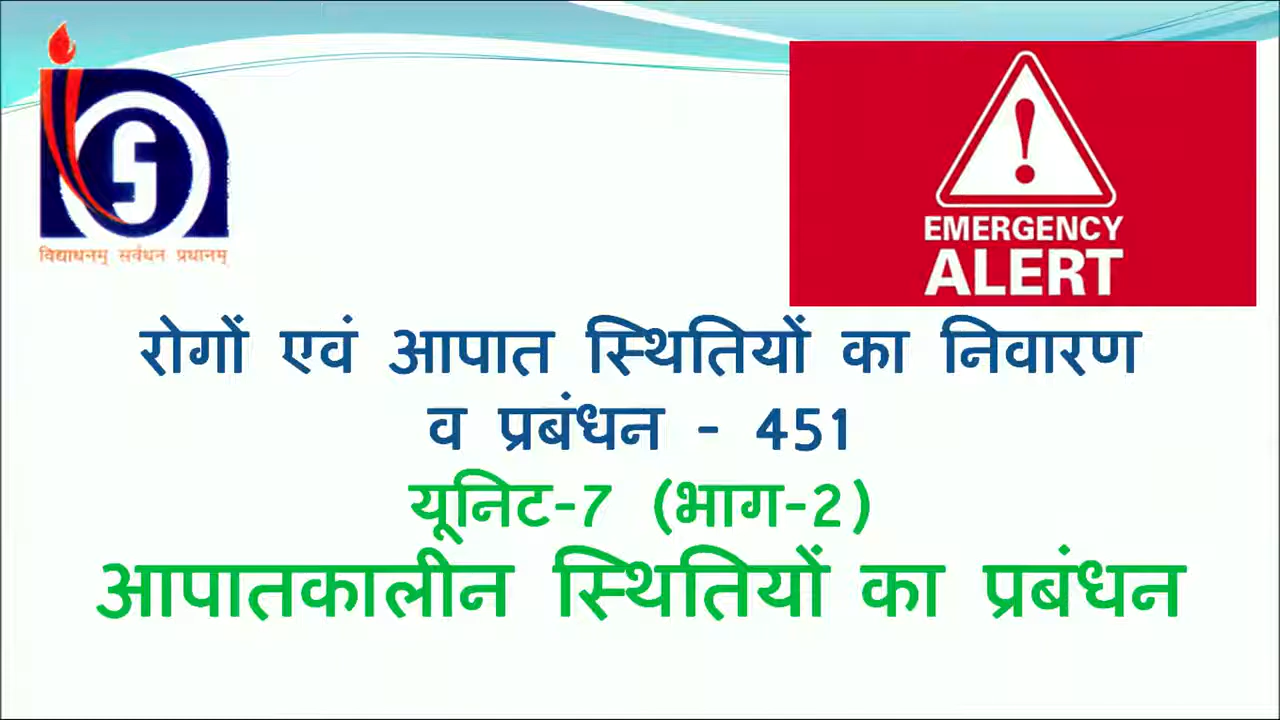 विद्याधनम् सर्वधन प्रधानम्
EMERGENCY
ALERT
रोगों एवं आपात स्थितियों का निवारण
व प्रबंधन - 451
यूनिट-7 (भाग-2)
आपातकालीन स्थितियों का प्रबंधन